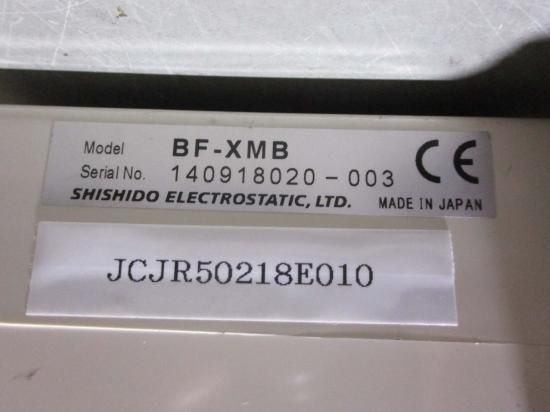 Model BF-XMB
Serial No. 140918020-003
SHISHIDO ELECTROSTATIC, LTD. MADE IN JAPAN
CE
JCJR50218E010